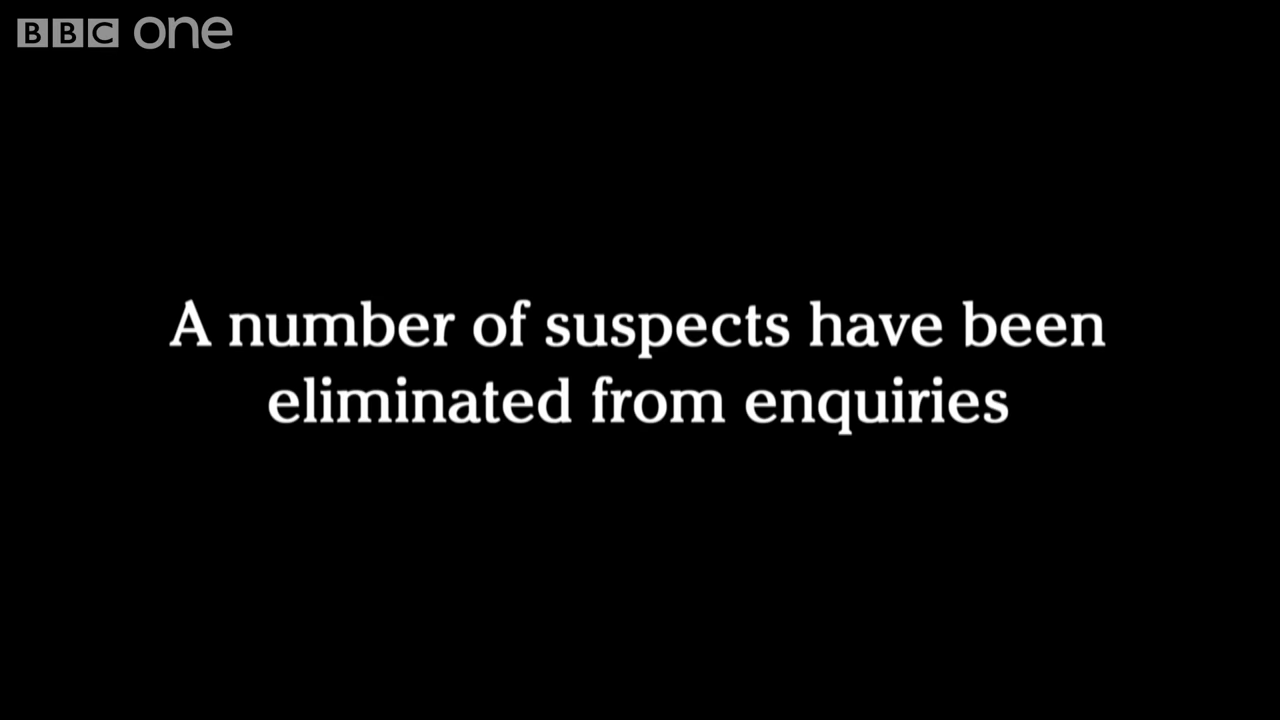 BBC one
A number of suspects have been
eliminated from enquiries